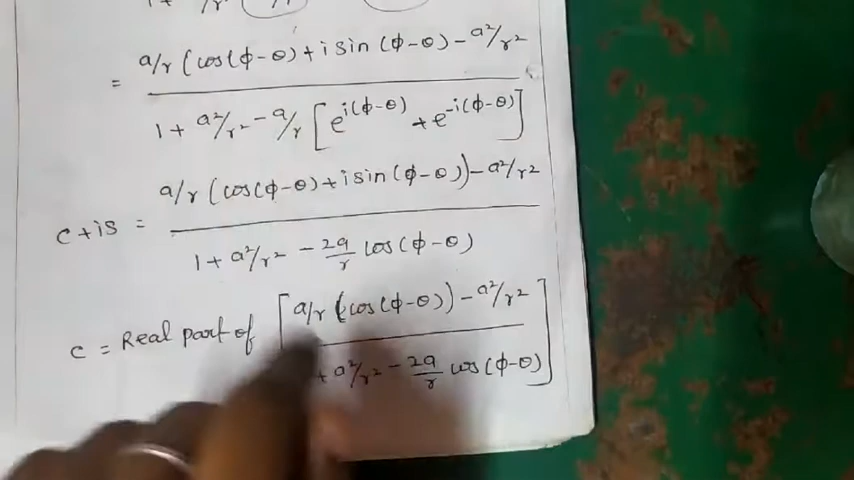 = a/r (cos(φ-θ)+i sin (φ-θ) - a²/r²
1 + a²/r² - a/r [e^i(φ-θ) + e^-i(φ-θ)]
c+is = a/r (cos(φ-θ)+i sin (φ-θ)) - a²/r²
1 + a²/r² - 2a/r cos(φ-θ)
c = Real part of [a/r (cos(φ-θ)) - a²/r²
+ a²/r² - 2a/r cos(φ-θ)]